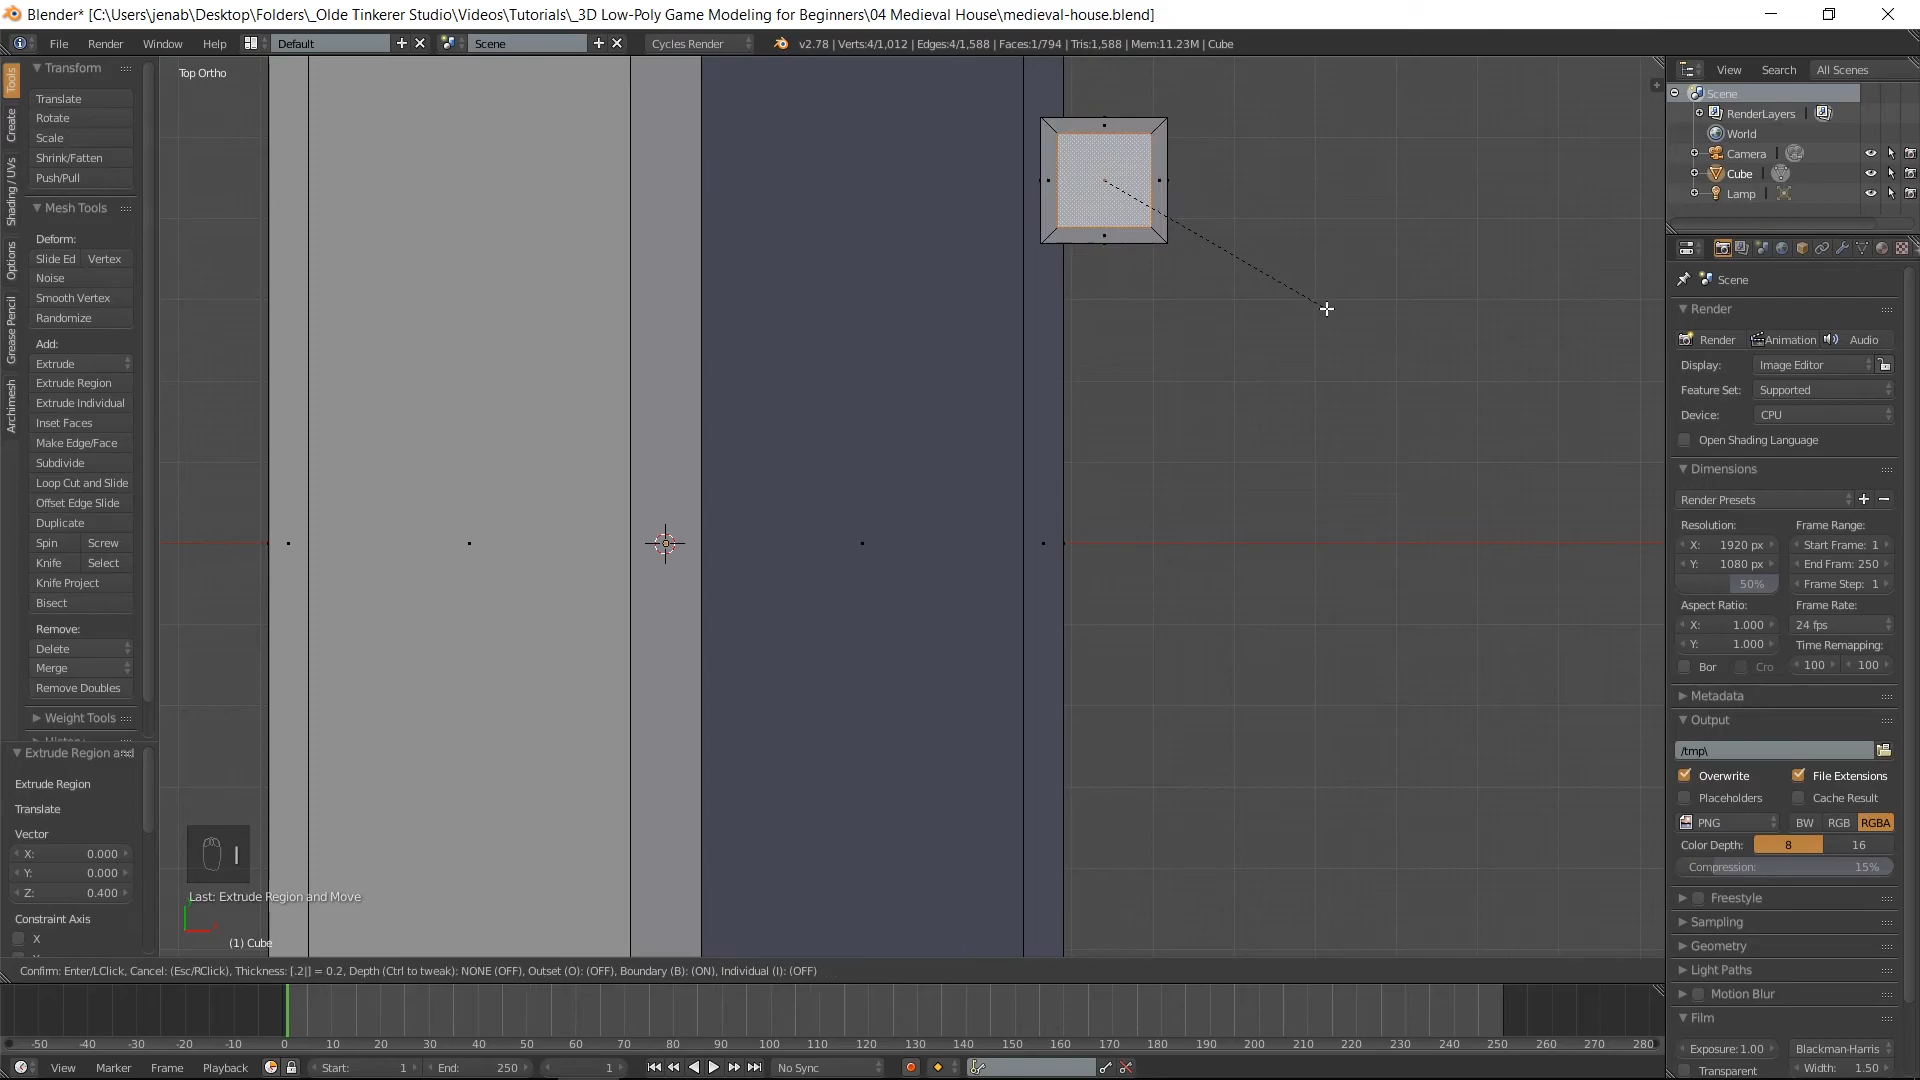 Blender* [C:\Users\jenab\Desktop\Folders\_Olde Tinkerer Studio\Videos\Tutorials\_3D Low-Poly Game Modeling for Beginners\04 Medieval House\medieval-house.blend]
File Render Window Help Default Scene Cycles Render v2.78 | Verts:4/1,012 | Edges:4/1,588 | Faces:1/794 | Tris:1,588 | Mem:11.23M | Cube
Tools
Create
Shading / UVs
Options
Grease Pencil
Archimesh
Transform
Translate
Rotate
Scale
Shrink/Fatten
Push/Pull
Mesh Tools
Deform:
Slide Ed Vertex
Noise
Smooth Vertex
Randomize
Add:
Extrude
Extrude Region
Extrude Individual
Inset Faces
Make Edge/Face
Subdivide
Loop Cut and Slide
Offset Edge Slide
Duplicate
Spin Screw
Knife Select
Knife Project
Bisect
Remove:
Delete
Merge
Remove Doubles
Weight Tools
Extrude Region and
Extrude Region
Translate
Vector
X: 0.000
Y: 0.000
Z: 0.400
Constraint Axis
X
Top Ortho
I
Last: Extrude Region and Move
(1) Cube
Confirm: Enter/LClick, Cancel: (Esc/RClick), Thickness: [.2|] = 0.2, Depth (Ctrl to tweak): NONE (OFF), Outset (O): (OFF), Boundary (B): (ON), Individual (I): (OFF)
-50 -40 -30 -20 -10 0 10 20 30 40 50 60 70 80 90 100 110 120 130 140 150 160 170 180 190 200 210 220 230 240 250 260 270 280
View Marker Frame Playback Start: 1 End: 250 1 No Sync
View Search All Scenes
Scene
RenderLayers
World
Camera
Cube
Lamp
Scene
Render
Render Animation Audio
Display: Image Editor
Feature Set: Supported
Device: CPU
Open Shading Language
Dimensions
Render Presets
Resolution: Frame Range:
X: 1920 px Start Frame: 1
Y: 1080 px End Fram: 250
50% Frame Step: 1
Aspect Ratio: Frame Rate:
X: 1.000 24 fps
Y: 1.000 Time Remapping:
Bor Cro 100 100
Metadata
Output
/tmp\
Overwrite File Extensions
Placeholders Cache Result
PNG BW RGB RGBA
Color Depth: 8 16
Compression: 15%
Freestyle
Sampling
Geometry
Light Paths
Motion Blur
Film
Exposure: 1.00 Blackman-Harris
Transparent Width: 1.50